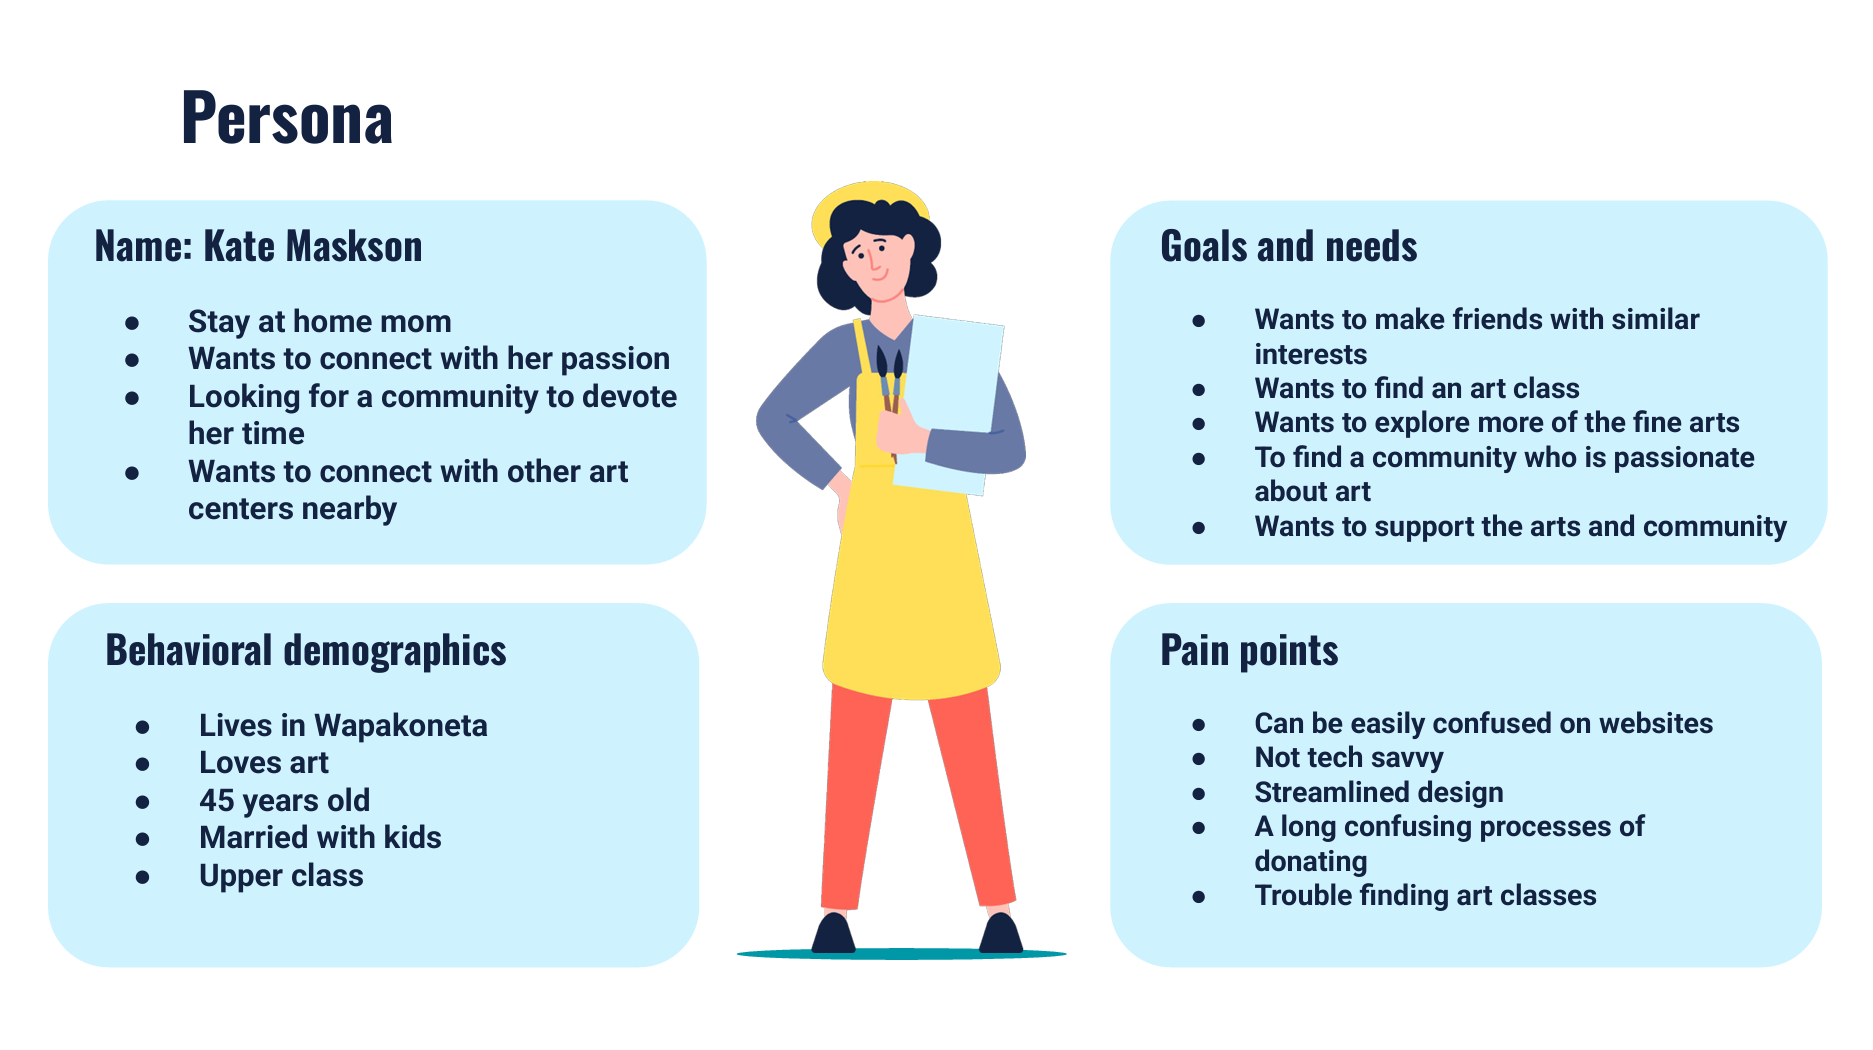 Persona
Name: Kate Maskson
● Stay at home mom
● Wants to connect with her passion
● Looking for a community to devote
her time
● Wants to connect with other art
centers nearby
Goals and needs
● Wants to make friends with similar
interests
● Wants to find an art class
● Wants to explore more of the fine arts
● To find a community who is passionate
about art
● Wants to support the arts and community
Behavioral demographics
● Lives in Wapakoneta
● Loves art
● 45 years old
● Married with kids
● Upper class
Pain points
● Can be easily confused on websites
● Not tech savvy
● Streamlined design
● A long confusing processes of
donating
● Trouble finding art classes